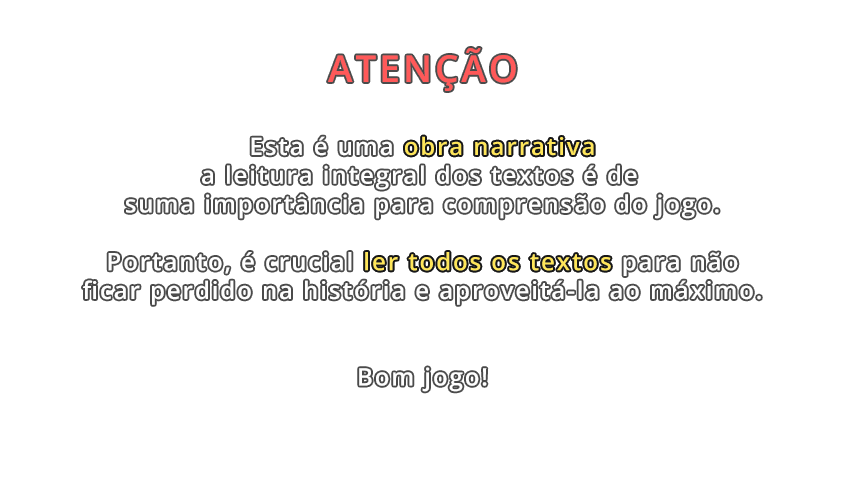 ATENÇÃO
Esta é uma obra narrativa
a leitura integral dos textos é de
suma importância para comprensão do jogo.
Portanto, é crucial ler todos os textos para não
ficar perdido na história e aproveitá-la ao máximo.
Bom jogo!